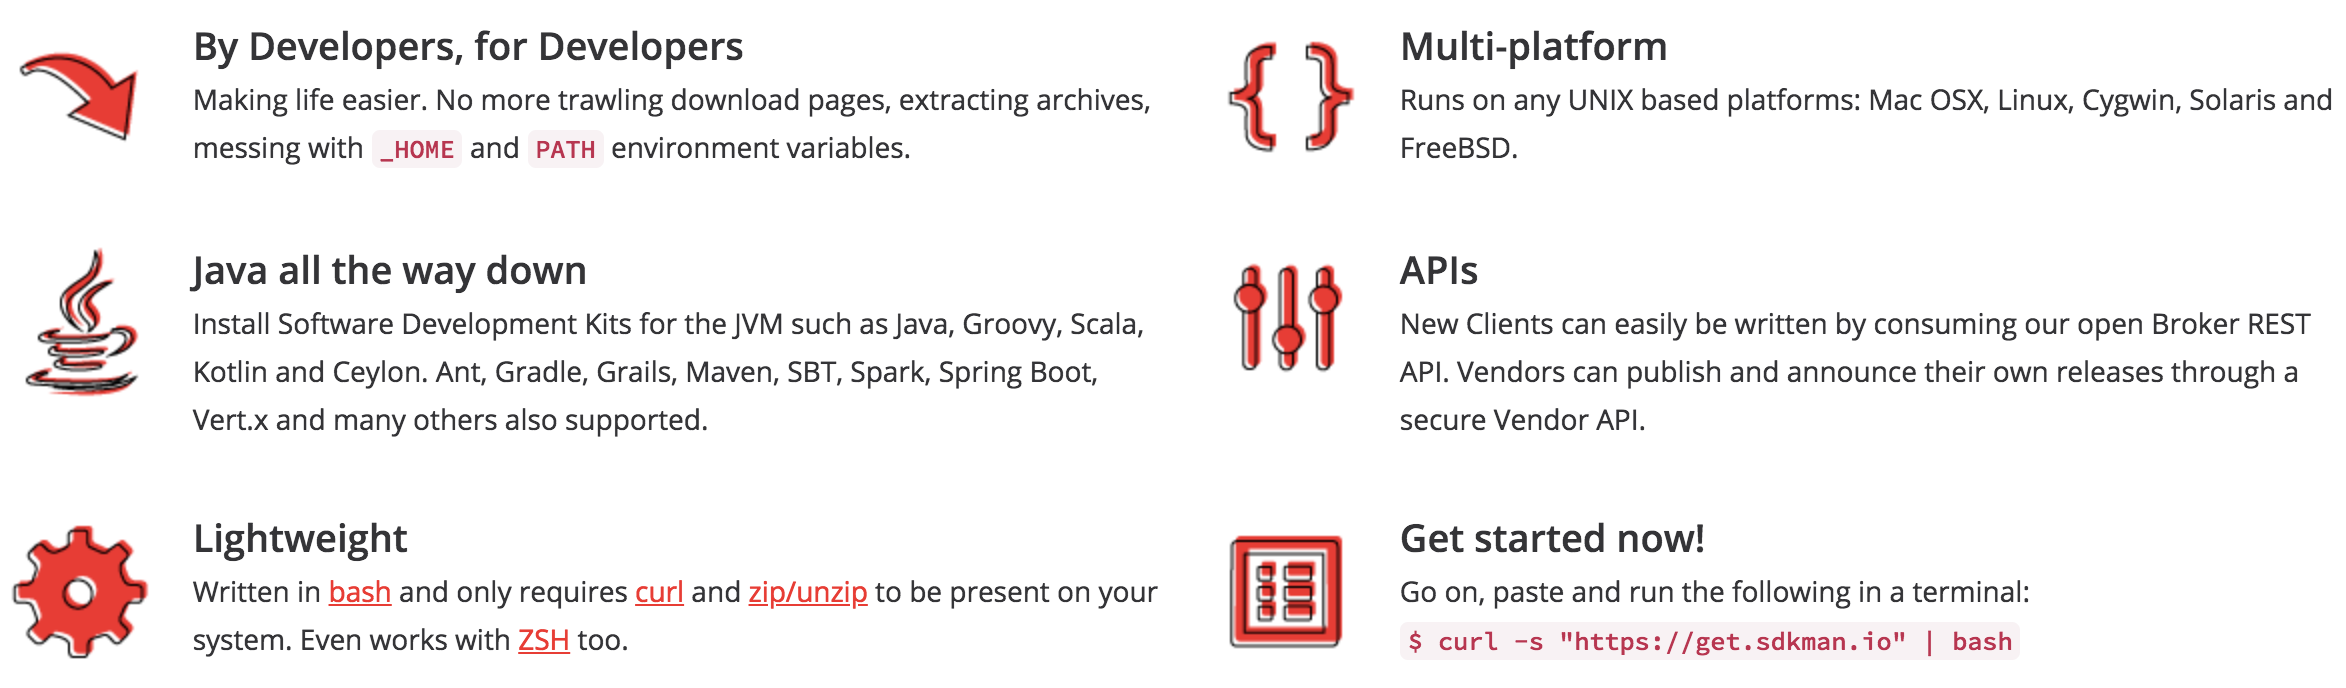 By Developers, for Developers
Making life easier. No more trawling download pages, extracting archives,
messing with _HOME and PATH environment variables.
Multi-platform
Runs on any UNIX based platforms: Mac OSX, Linux, Cygwin, Solaris and
FreeBSD.
Java all the way down
Install Software Development Kits for the JVM such as Java, Groovy, Scala,
Kotlin and Ceylon. Ant, Gradle, Grails, Maven, SBT, Spark, Spring Boot,
Vert.x and many others also supported.
APIs
New Clients can easily be written by consuming our open Broker REST
API. Vendors can publish and announce their own releases through a
secure Vendor API.
Lightweight
Written in bash and only requires curl and zip/unzip to be present on your
system. Even works with ZSH too.
Get started now!
Go on, paste and run the following in a terminal:
$ curl -s "https://get.sdkman.io" | bash